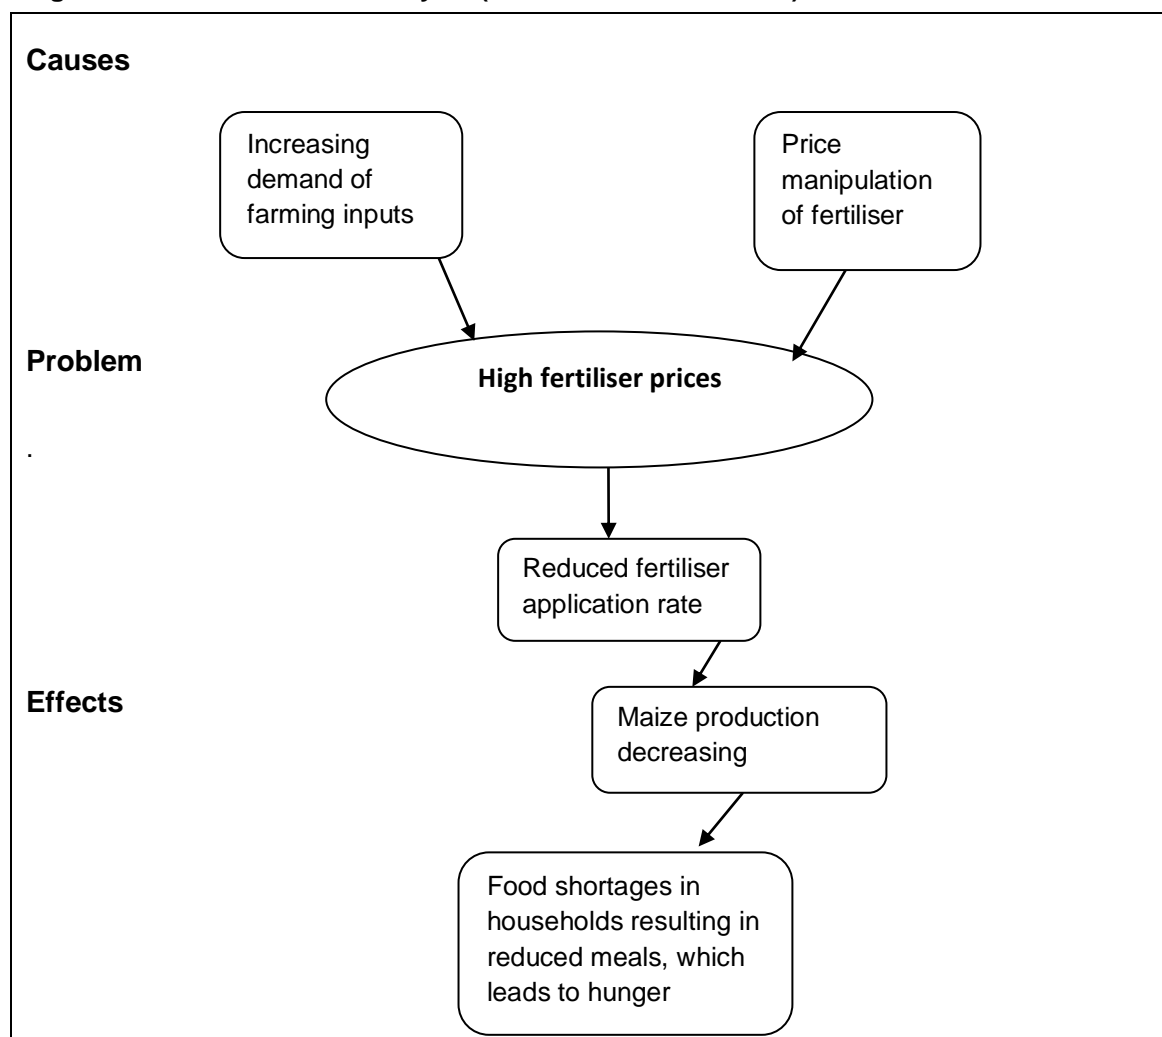 Causes
Increasing
demand of
farming inputs
Price
manipulation
of fertiliser
Problem
High fertiliser prices
.
Reduced fertiliser
application rate
Effects
Maize production
decreasing
Food shortages in
households resulting in
reduced meals, which
leads to hunger